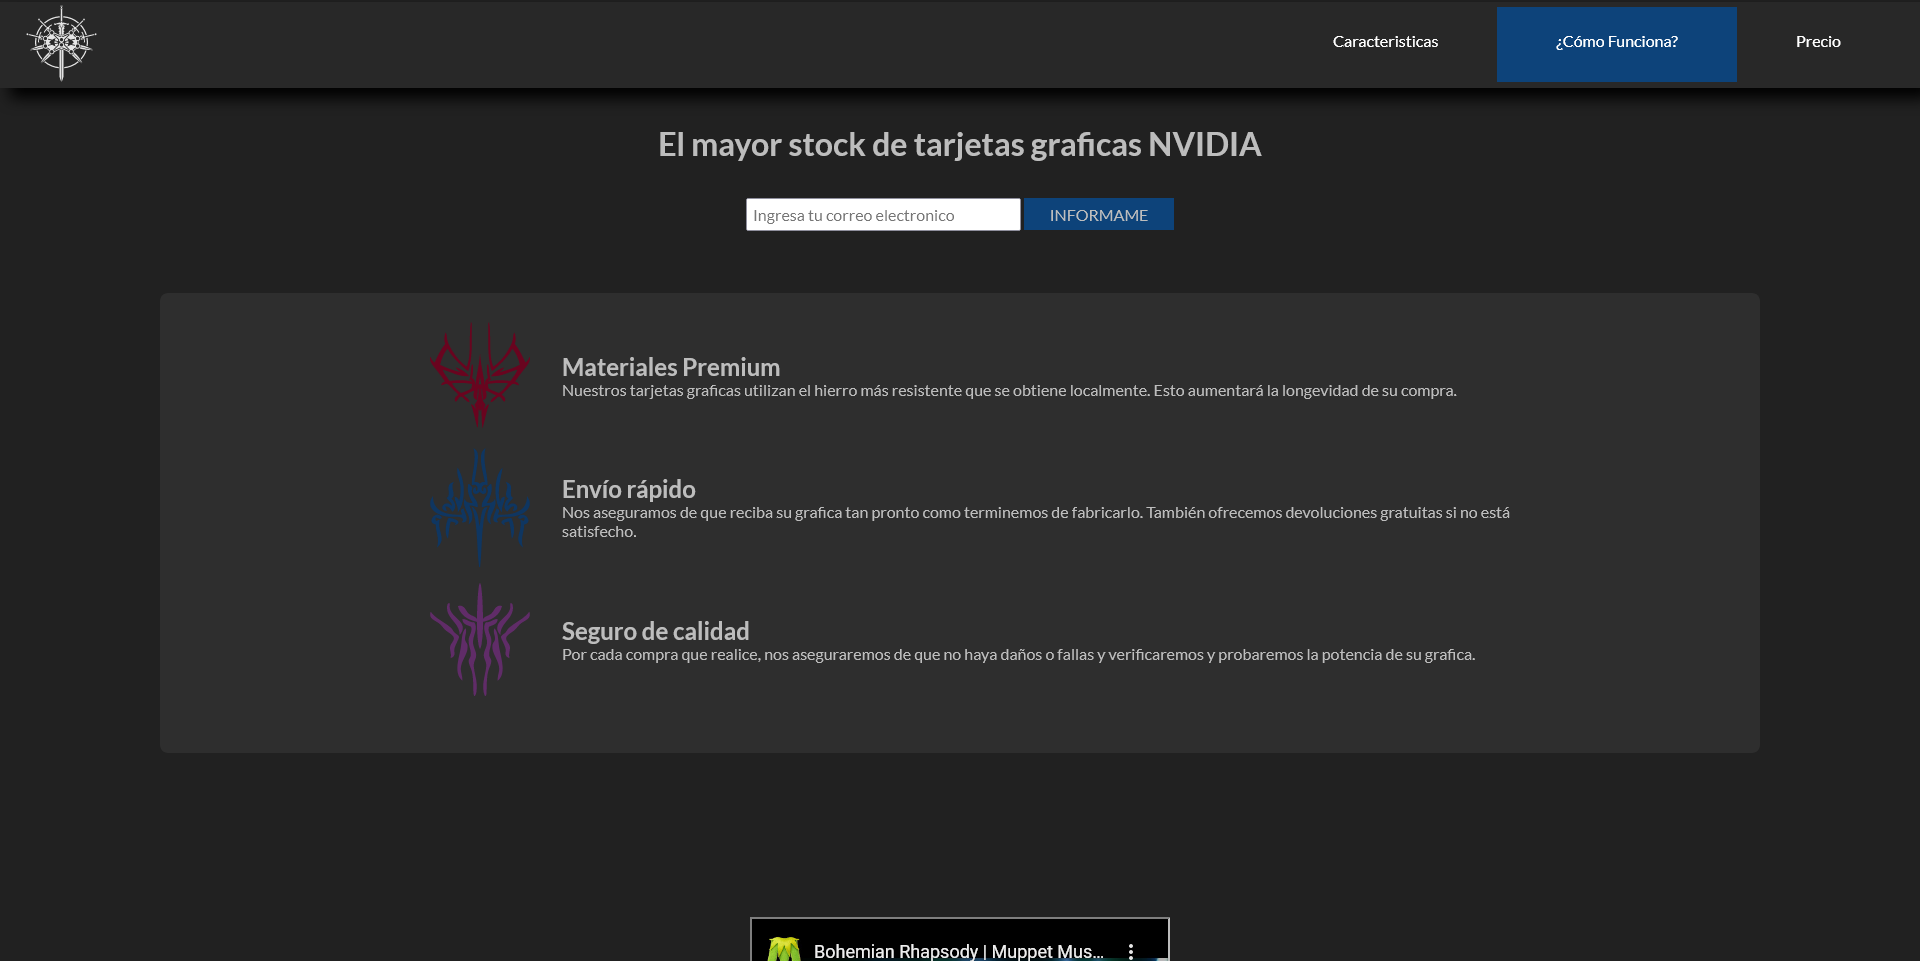 Caracteristicas
¿Cómo Funciona?
Precio
El mayor stock de tarjetas graficas NVIDIA
Ingresa tu correo electronico
INFORMAME
Materiales Premium
Nuestros tarjetas graficas utilizan el hierro más resistente que se obtiene localmente. Esto aumentará la longevidad de su compra.
Envío rápido
Nos aseguramos de que reciba su grafica tan pronto como terminemos de fabricarlo. También ofrecemos devoluciones gratuitas si no está
satisfecho.
Seguro de calidad
Por cada compra que realice, nos aseguraremos de que no haya daños o fallas y verificaremos y probaremos la potencia de su grafica.
Bohemian Rhapsody | Muppet Mus...